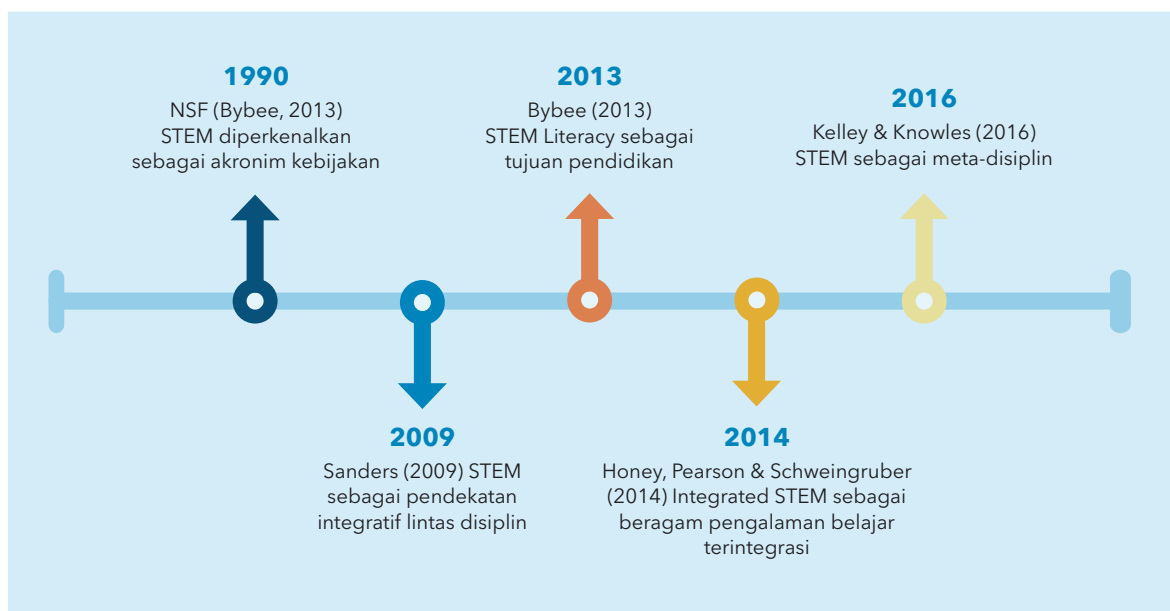 1990
NSF (Bybee, 2013)
STEM diperkenalkan
sebagai akronim kebijakan
2009
Sanders (2009) STEM
sebagai pendekatan
integratif lintas disiplin
2013
Bybee (2013)
STEM Literacy sebagai
tujuan pendidikan
2014
Honey, Pearson & Schweingruber
(2014) Integrated STEM sebagai
beragam pengalaman belajar
terintegrasi
2016
Kelley & Knowles (2016)
STEM sebagai meta-disiplin